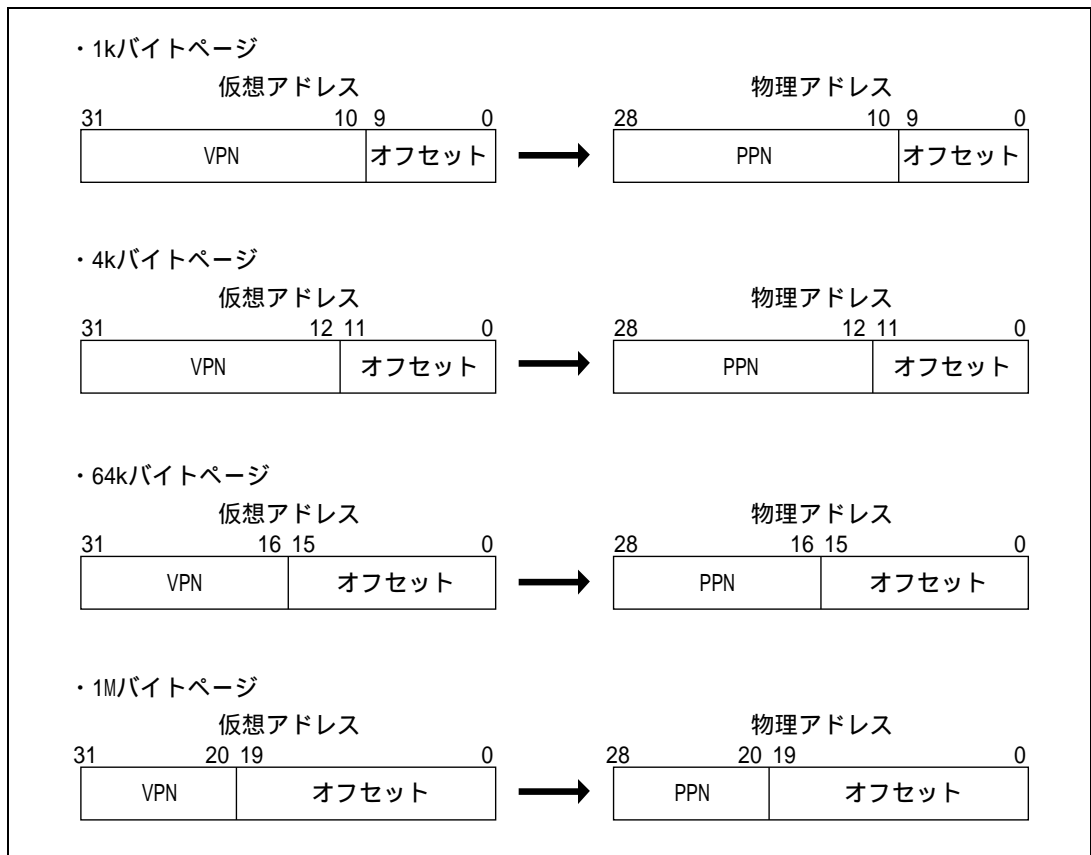 ・1kバイトページ
仮想アドレス 物理アドレス
31 10 9 0 28 10 9 0
VPN オフセット PPN オフセット
・4kバイトページ
仮想アドレス 物理アドレス
31 12 11 0 28 12 11 0
VPN オフセット PPN オフセット
・64kバイトページ
仮想アドレス 物理アドレス
31 16 15 0 28 16 15 0
VPN オフセット PPN オフセット
・1Mバイトページ
仮想アドレス 物理アドレス
31 20 19 0 28 20 19 0
VPN オフセット PPN オフセット